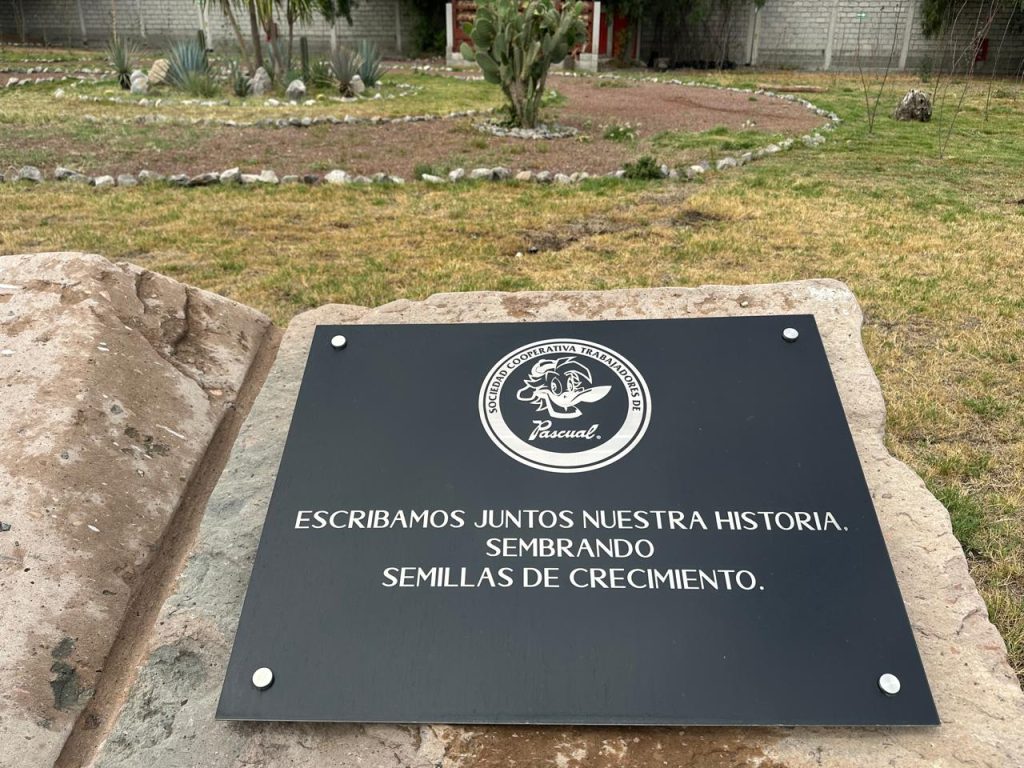 SOCIEDAD COOPERATIVA TRABAJADORES DE
Pascual®
ESCRIBAMOS JUNTOS NUESTRA HISTORIA,
SEMBRANDO
SEMILLAS DE CRECIMIENTO.